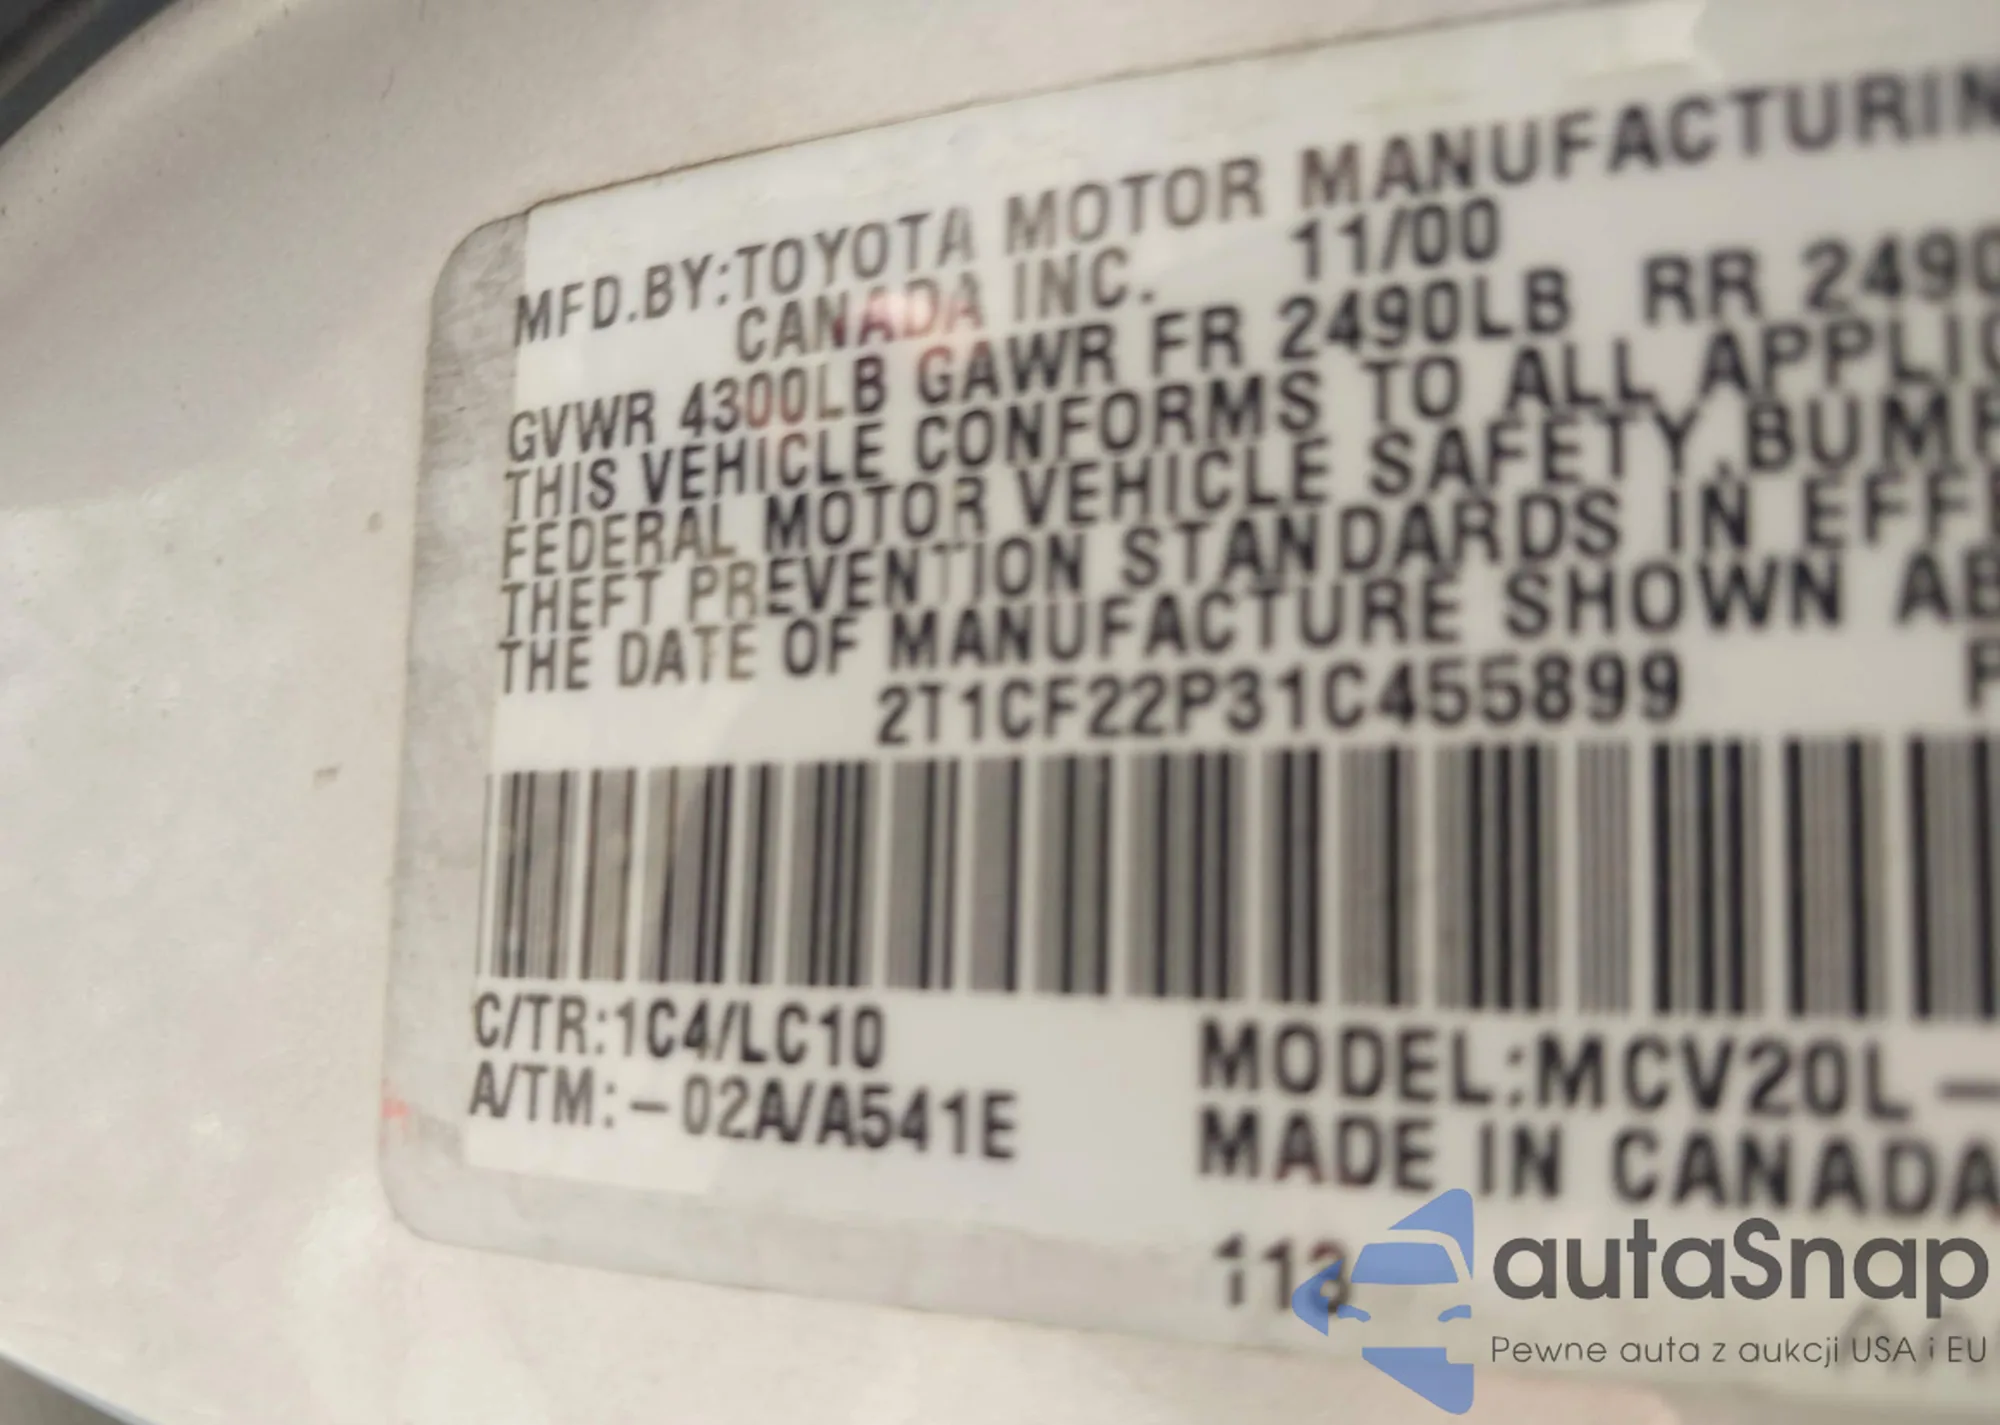 MFD.BY:TOYOTA MOTOR MANUFACTURIN
CANADA INC. 11/00
GVWR 4300LB GAWR FR 2490LB RR 2490
THIS VEHICLE CONFORMS TO ALL APPLIC
FEDERAL MOTOR VEHICLE SAFETY, BUMP
THEFT PREVENTION STANDARDS IN EFFE
THE DATE OF MANUFACTURE SHOWN AB
2T1CF22P31C455899 P
C/TR:1C4/LC10
A/TM:-02A/A541E
MODEL:MCV20L-
MADE IN CANADA
113
autaSnap
Pewne auta z aukcji USA i EU